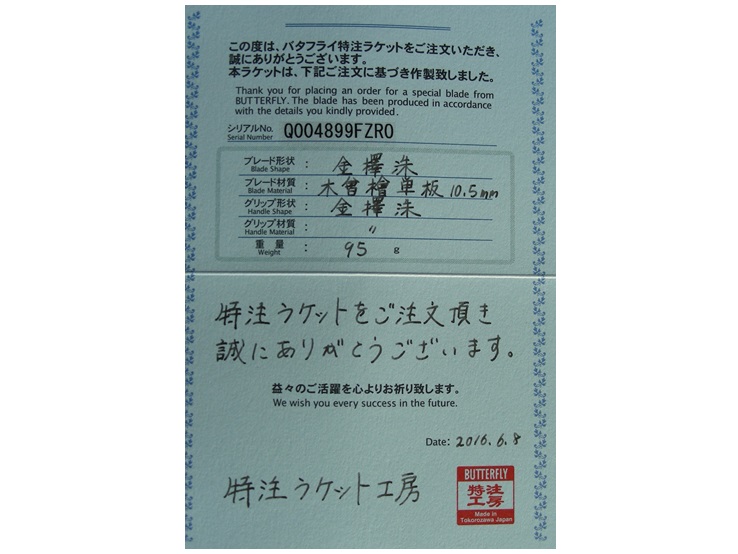 この度は、バタフライ特注ラケットをご注文いただき、
誠にありがとうございます。
本ラケットは、下記ご注文に基づき作製致しました。
Thank you for placing an order for a special blade from
BUTTERFLY. The blade has been produced in accordance
with the details you kindly provided.
シリアルNo.
Serial Number
Q004899FZR0
ブレード形状 : 金擇洙
Blade Shape
ブレード材質 : 木曾檜単板 10.5mm
Blade Material
グリップ形状 : 金擇洙
Handle Shape
グリップ材質 : 〃
Handle Material
重量 : 95 g
Weight
特注ラケットをご注文頂き
誠にありがとうございます。
益々のご活躍を心よりお祈り致します。
We wish you every success in the future.
Date: 2016.6.8
特注ラケット工房
BUTTERFLY
特注
工房
Made in
Tokorozawa Japan